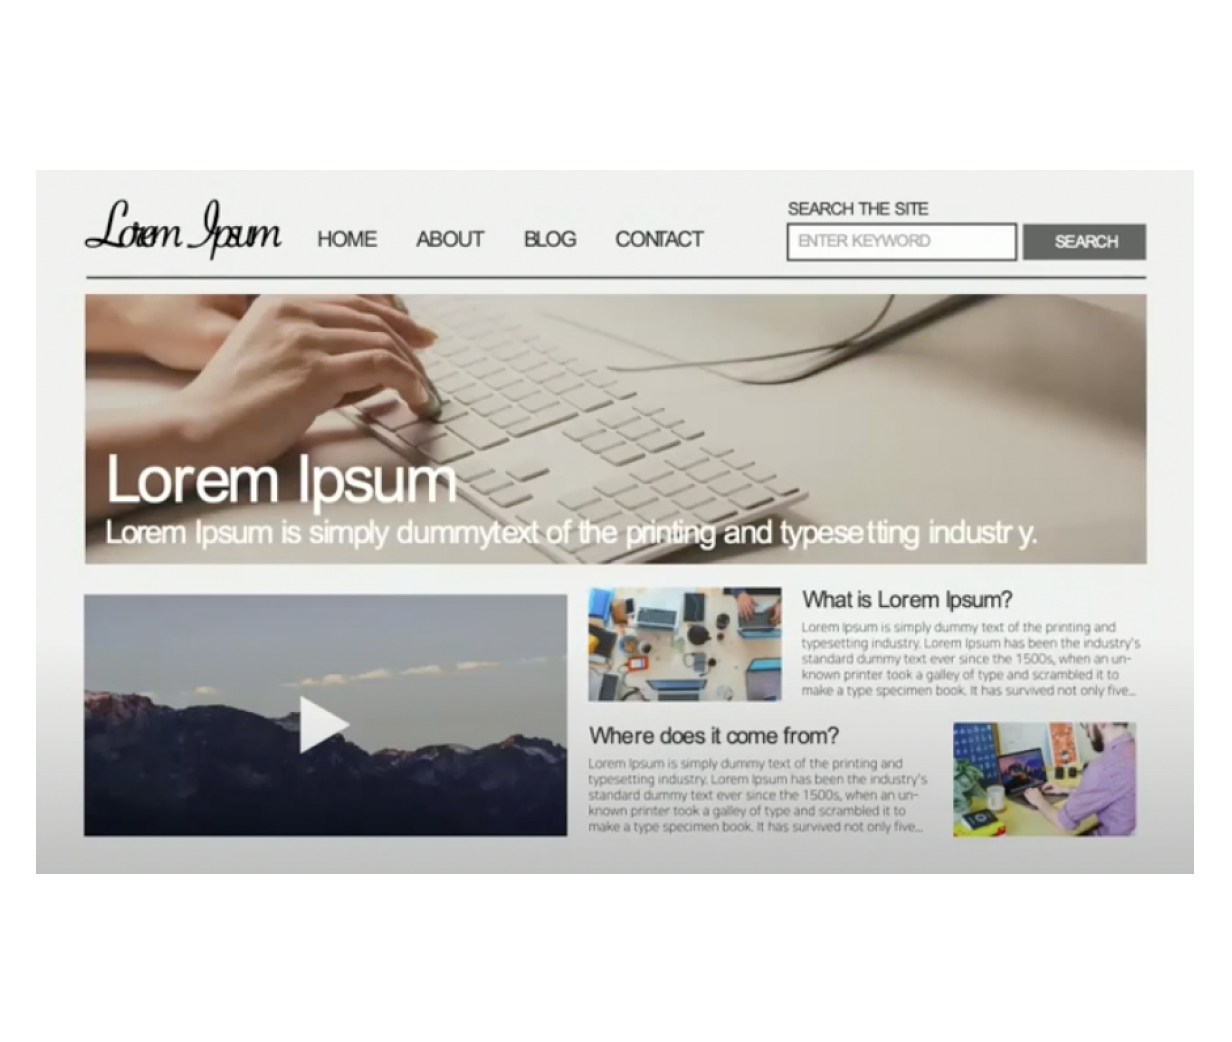 Lorem Ipsum
HOME ABOUT BLOG CONTACT
SEARCH THE SITE
ENTER KEYWORD
SEARCH
Lorem Ipsum
Lorem Ipsum is simply dummytext of the printing and typesetting industry.
What is Lorem Ipsum?
Lorem Ipsum is simply dummy text of the printing and
typesetting industry. Lorem Ipsum has been the industry's
standard dummy text ever since the 1500s, when an un-
known printer took a galley of type and scrambled it to
make a type specimen book. It has survived not only five...
Where does it come from?
Lorem Ipsum is simply dummy text of the printing and
typesetting industry. Lorem Ipsum has been the industry's
standard dummy text ever since the 1500s, when an un-
known printer took a galley of type and scrambled it to
make a type specimen book. It has survived not only five...